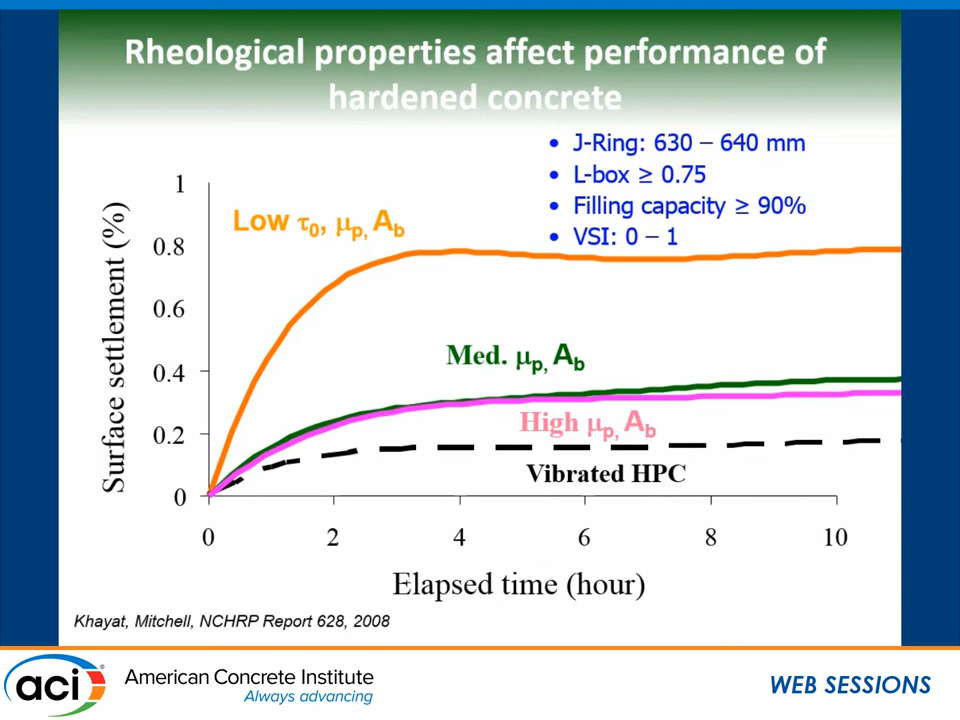 Rheological properties affect performance of
hardened concrete
• J-Ring: 630 – 640 mm
• L-box ≥ 0.75
• Filling capacity ≥ 90%
• VSI: 0 – 1
Surface settlement (%)
1
0.8
0.6
0.4
0.2
0
Low τ0, μp, Ab
Med. μp, Ab
High μp, Ab
Vibrated HPC
0 2 4 6 8 10
Elapsed time (hour)
Khayat, Mitchell, NCHRP Report 628, 2008
aci
American Concrete Institute
Always advancing
WEB SESSIONS